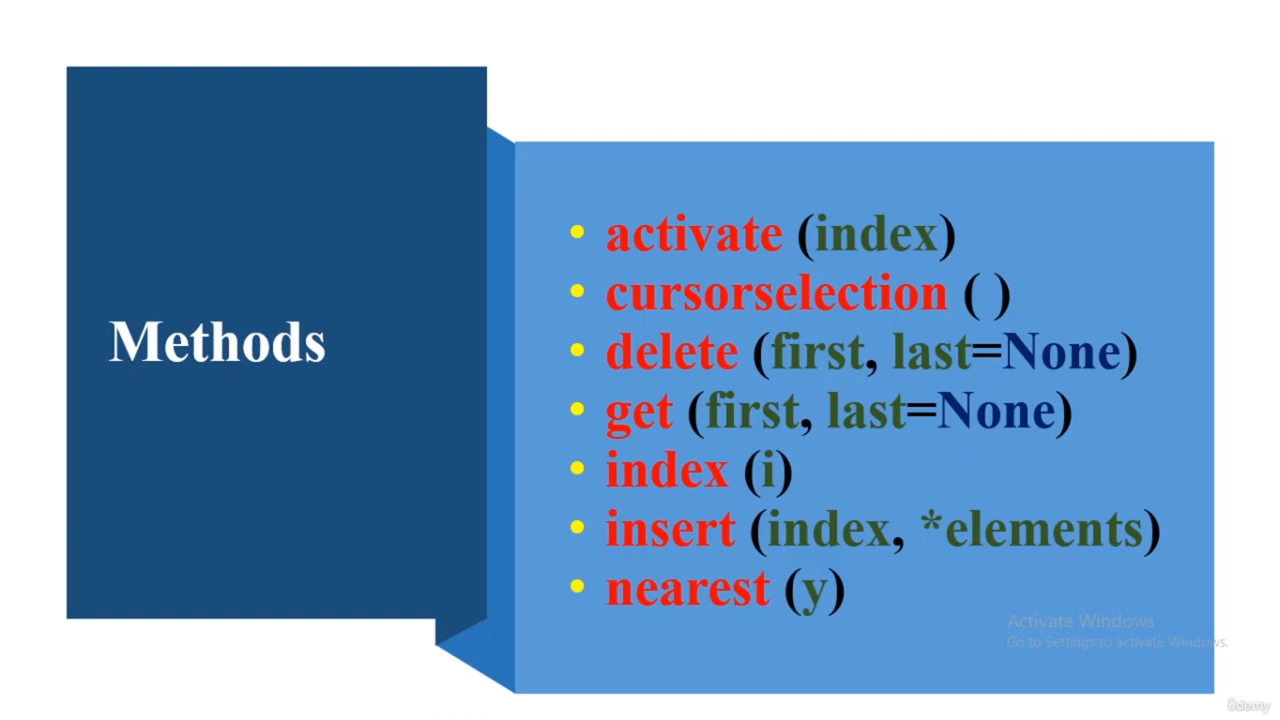 Methods
• activate (index)
• cursorselection ( )
• delete (first, last=None)
• get (first, last=None)
• index (i)
• insert (index, *elements)
• nearest (y)
Activate Windows
Go to Settings to activate Windows.
ûdemy